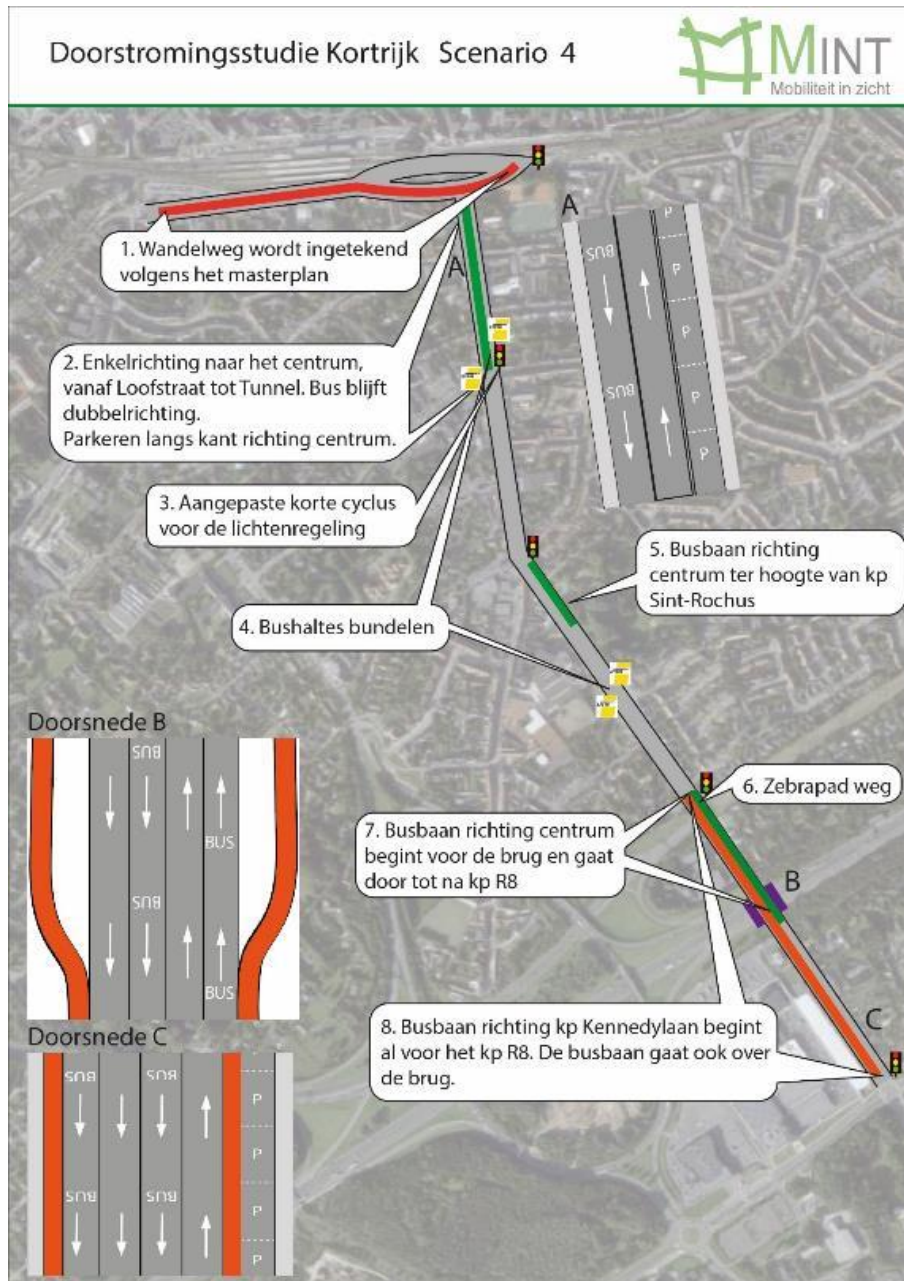 Doorstromingsstudie Kortrijk Scenario 4
MINT
Mobiliteit in zicht
1. Wandelweg wordt ingetekend
volgens het masterplan
A
A
BUS
BUS
P
P
P
P
P
P
2. Enkelrichting naar het centrum,
vanaf Loofstraat tot Tunnel. Bus blijft
dubbelrichting.
Parkeren langs kant richting centrum.
3. Aangepaste korte cyclus
voor de lichtenregeling
4. Bushaltes bundelen
5. Busbaan richting
centrum ter hoogte van kp
Sint-Rochus
6. Zebrapad weg
7. Busbaan richting centrum
begint voor de brug en gaat
door tot na kp R8
B
8. Busbaan richting kp Kennedylaan begint
al voor het kp R8. De busbaan gaat ook over
de brug.
C
Doorsnede B
BUS
BUS
BUS
BUS
Doorsnede C
BUS BUS
P
P
BUS BUS
P
P